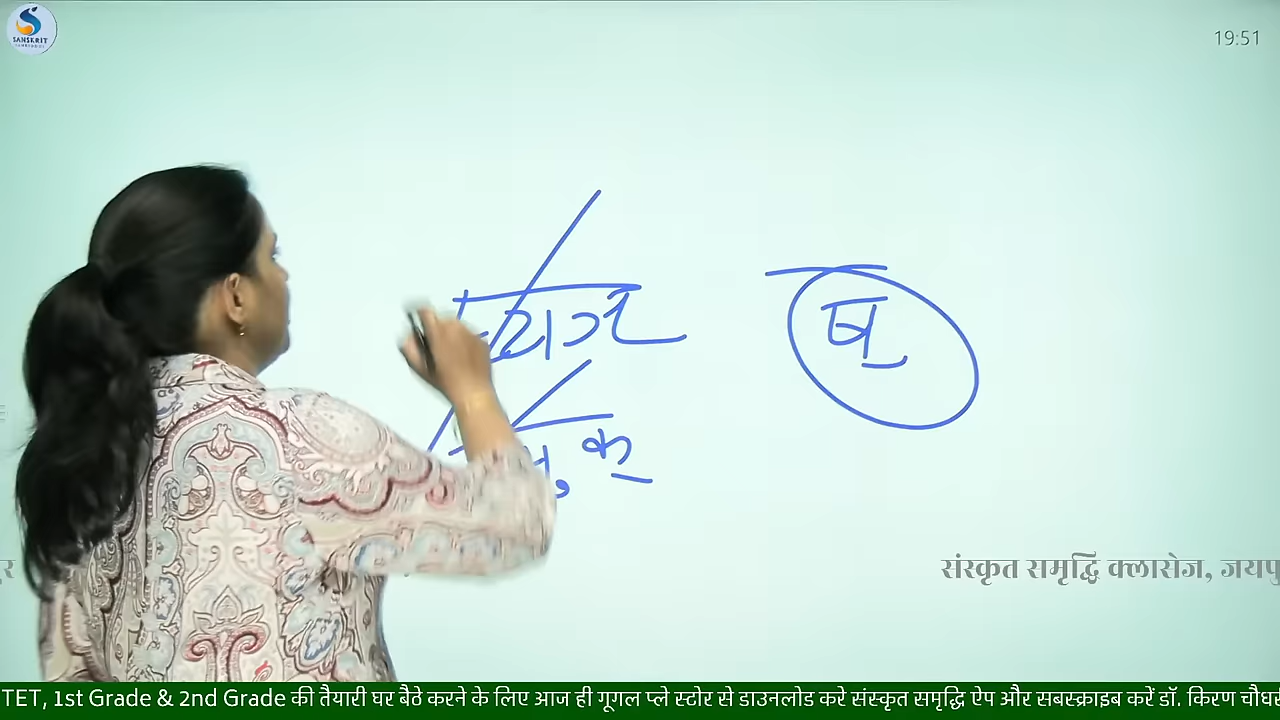 SANSKRIT
19:51
ष्
क्
संस्कृत समृद्धि क्लासेज, जयपु
TET, 1st Grade & 2nd Grade की तैयारी घर बैठे करने के लिए आज ही गूगल प्ले स्टोर से डाउनलोड करे संस्कृत समृद्धि ऐप और सबस्क्राइब करें डॉ. किरण चौध